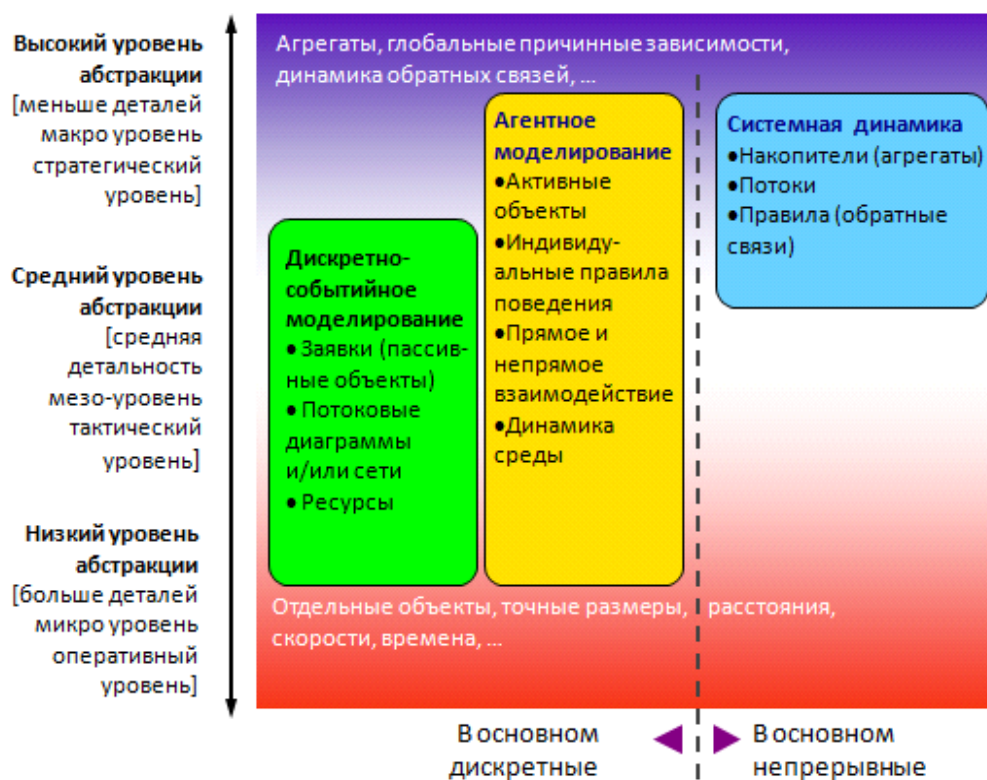 Высокий уровень
абстракции
[меньше деталей
макро уровень
стратегический
уровень]
Средний уровень
абстракции
[средняя
детальность
мезо-уровень
тактический
уровень]
Низкий уровень
абстракции
[больше деталей
микро уровень
оперативный
уровень]
Агрегаты, глобальные причинные зависимости,
динамика обратных связей, ...
Дискретно-
событийное
моделирование
• Заявки (пассив-
ные объекты)
• Потоковые
диаграммы
и/или сети
• Ресурсы
Агентное
моделирование
•Активные
объекты
•Индивиду-
альные правила
поведения
•Прямое и
непрямое
взаимодействие
•Динамика
среды
Системная динамика
•Накопители (агрегаты)
•Потоки
•Правила (обратные
связи)
Отдельные объекты, точные размеры, расстояния,
скорости, времена, ...
В основном
дискретные
В основном
непрерывные